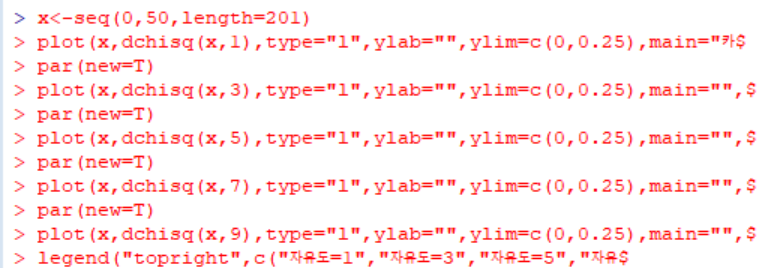 > x<-seq(0,50,length=201)
> plot(x,dchisq(x,1),type="l",ylab="",ylim=c(0,0.25),main="카$
> par(new=T)
> plot(x,dchisq(x,3),type="l",ylab="",ylim=c(0,0.25),main="",$
> par(new=T)
> plot(x,dchisq(x,5),type="l",ylab="",ylim=c(0,0.25),main="",$
> par(new=T)
> plot(x,dchisq(x,7),type="l",ylab="",ylim=c(0,0.25),main="",$
> par(new=T)
> plot(x,dchisq(x,9),type="l",ylab="",ylim=c(0,0.25),main="",$
> legend("topright",c("자유도=1","자유도=3","자유도=5","자유$